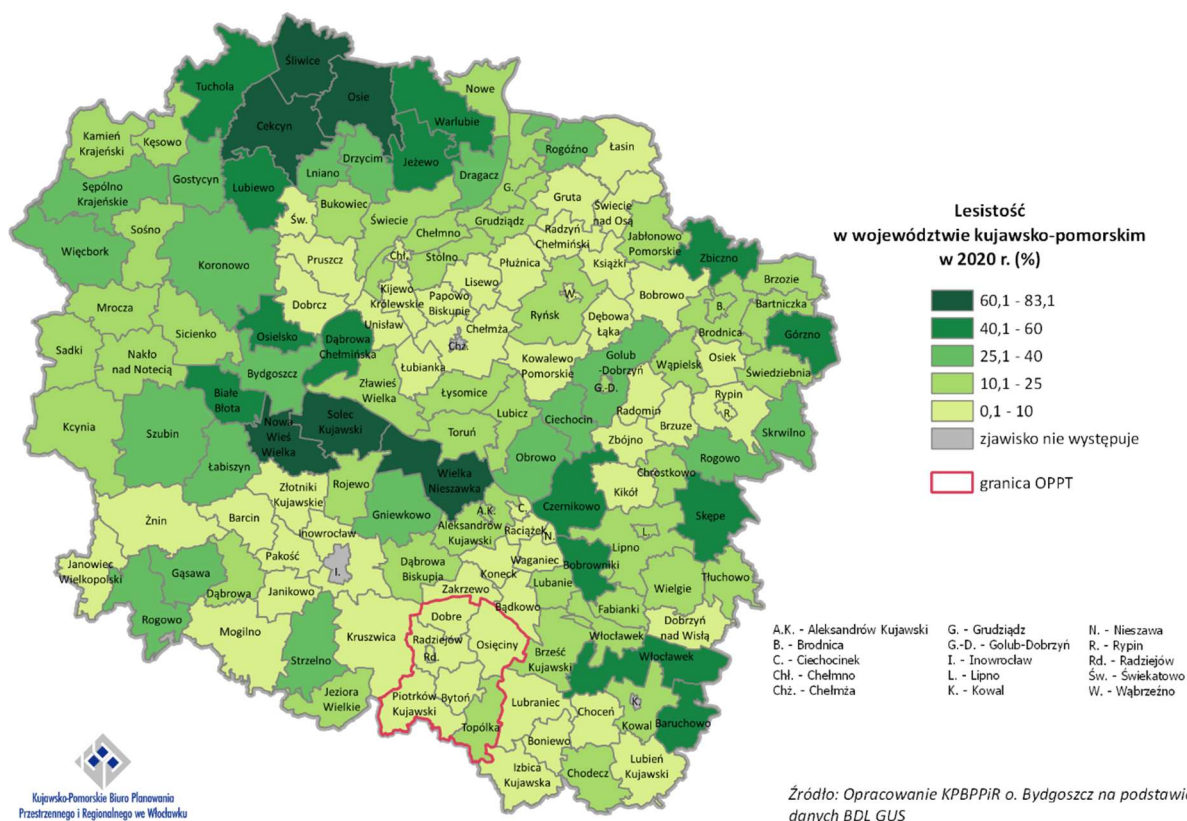 Śliwice
Tuchola
Osie
Nowe
Cekcyn
Warlubie
Kamień
Krajeński
Kęsowo
Rogóźno
Łasin
Drzycim
Jeżewo
Lniano
Gostycyn
Lubiewo
Dragacz
Sępólno
Krajeńskie
G.
Gruta
Bukowiec
Św.
Świecie
Grudziądz
Świecie
nad Osą
Sośno
Chełmno
Radzyń
Chełmiński
Jabłonowo
Pomorskie
Więcbork
Zbiczno
Koronowo
Pruszcz
Chł.
Stolno
Płużnica
Książki
Brzozie
Kijewo
Królewskie
Lisewo
W.
Bobrowo
Bartniczka
Mrocza
Dobrcz
Papowo
Biskupie
B.
Unisław
Ryńsk
Dębowa
Łąka
Brodnica
Górzno
Sicienko
Osielsko
Dąbrowa
Chełmińska
Chełmża
Chż.
Sadki
Nakło
nad Notecią
Golub
-Dobrzyń
Osiek
Kowalewo
Pomorskie
Wąpielsk
Łubianka
Świedziebnia
Bydgoszcz
Zławieś
Wielka
Łysomice
G.-D.
Rypin
R.
Białe
Błota
Kcynia
Solec
Kujawski
Lubicz
Ciechocin
Radomin
Nowa
Wieś
Wielka
Toruń
Brzuze
Szubin
Zbójno
Skrwilno
Łabiszyn
Obrowo
Rogowo
Wielka
Nieszawka
Złotniki
Kujawskie
Rojewo
Chrostkowo
Kikół
Czernikowo
Skępe
Gniewkowo
A.K.
C.
Żnin
Barcin
Inowrocław
Aleksandrów
Kujawski
Raciążek
N.
L.
Lipno
Pakość
Waganiec
Janowiec
Wielkopolski
Gąsawa
I.
Dąbrowa
Biskupia
Koneck
Bobrowniki
Lubanie
Tłuchowo
Wielgie
Dąbrowa
Janikowo
Zakrzewo
Bądkowo
Fabianki
Rogowo
Dobre
Dobrzyń
nad Wisłą
Mogilno
Kruszwica
Radziejów
Rd.
Osięciny
Włocławek
Brześć
Kujawski
Włocławek
Strzelno
Jeziora
Wielkie
Piotrków
Kujawski
Bytoń
Lubraniec
K.
Topólka
Choceń
Kowal
Baruchowo
Boniewo
Izbica
Kujawska
Chodecz
Lubień
Kujawski
Lesistość
w województwie kujawsko-pomorskim
w 2020 r. (%)
60,1 - 83,1
40,1 - 60
25,1 - 40
10,1 - 25
0,1 - 10
zjawisko nie występuje
granica OPPT
A.K. - Aleksandrów Kujawski
B. - Brodnica
C. - Ciechocinek
Chł. - Chełmno
Chż. - Chełmża
G. - Grudziądz
G.-D. - Golub-Dobrzyń
I. - Inowrocław
L. - Lipno
K. - Kowal
N. - Nieszawa
R. - Rypin
Rd. - Radziejów
Św. - Świekatowo
W. - Wąbrzeźno
Kujawsko-Pomorskie Biuro Planowania
Przestrzennego i Regionalnego we Włocławku
Źródło: Opracowanie KPBPPiR o. Bydgoszcz na podstawie
danych BDL GUS